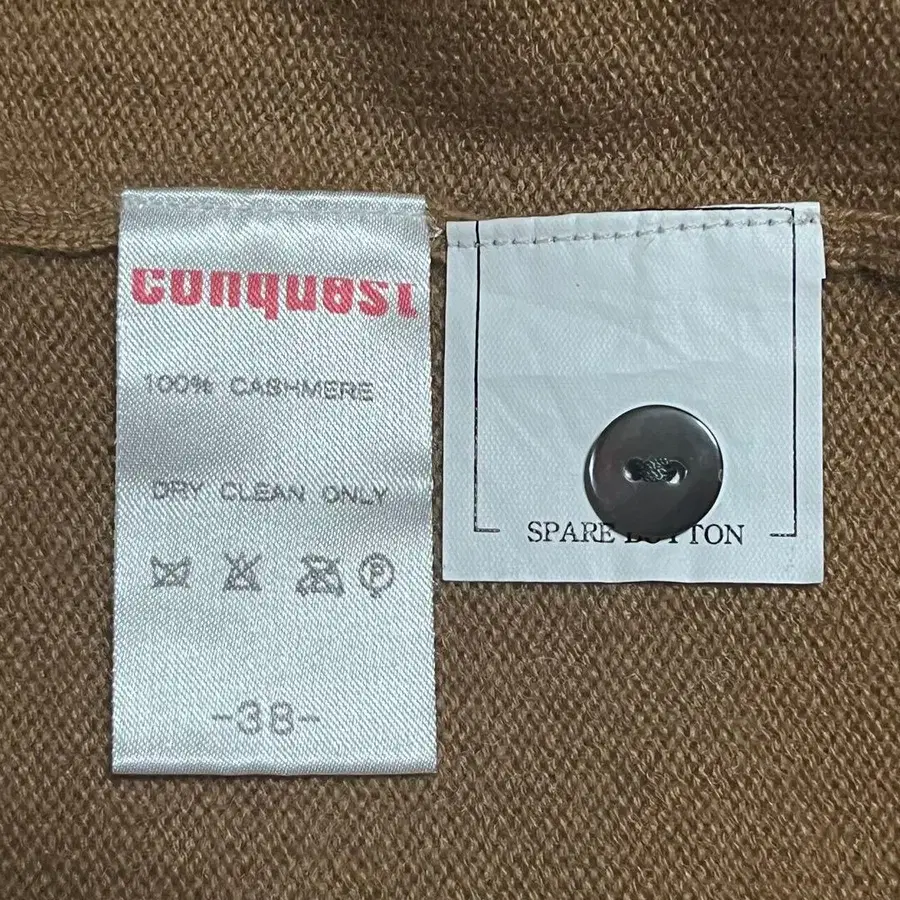 conquest
100% CASHMERE
DRY CLEAN ONLY
P
-38-
SPARE BUTTON